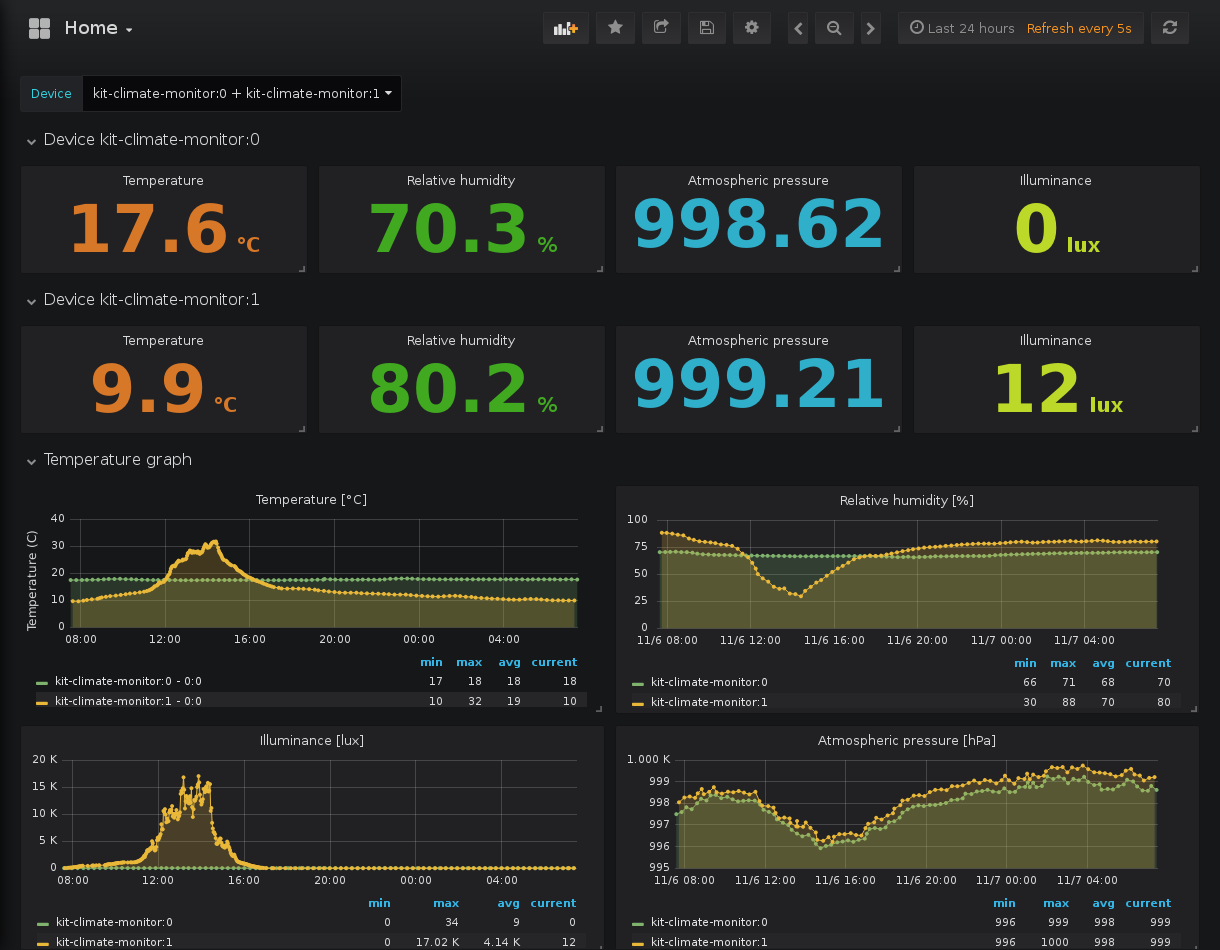 Home
Last 24 hours Refresh every 5s
Device kit-climate-monitor:0 + kit-climate-monitor:1
Device kit-climate-monitor:0
Temperature Relative humidity Atmospheric pressure Illuminance
17.6 °C 70.3 % 998.62 0 lux
Device kit-climate-monitor:1
Temperature Relative humidity Atmospheric pressure Illuminance
9.9 °C 80.2 % 999.21 12 lux
Temperature graph
Temperature [°C]
Temperature (C)
40
30
20
10
0
08:00 12:00 16:00 20:00 00:00 04:00
min max avg current
kit-climate-monitor:0 - 0:0 17 18 18 18
kit-climate-monitor:1 - 0:0 10 32 19 10
Relative humidity [%]
100
75
50
25
0
11/6 08:00 11/6 12:00 11/6 16:00 11/6 20:00 11/7 00:00 11/7 04:00
min max avg current
kit-climate-monitor:0 66 71 68 70
kit-climate-monitor:1 30 88 70 80
Illuminance [lux]
20 K
15 K
10 K
5 K
0
08:00 12:00 16:00 20:00 00:00 04:00
min max avg current
kit-climate-monitor:0 0 34 9 0
kit-climate-monitor:1 0 17.02 K 4.14 K 12
Atmospheric pressure [hPa]
1.000 K
999
998
997
996
995
11/6 08:00 11/6 12:00 11/6 16:00 11/6 20:00 11/7 00:00 11/7 04:00
min max avg current
kit-climate-monitor:0 996 999 998 999
kit-climate-monitor:1 996 1000 998 999